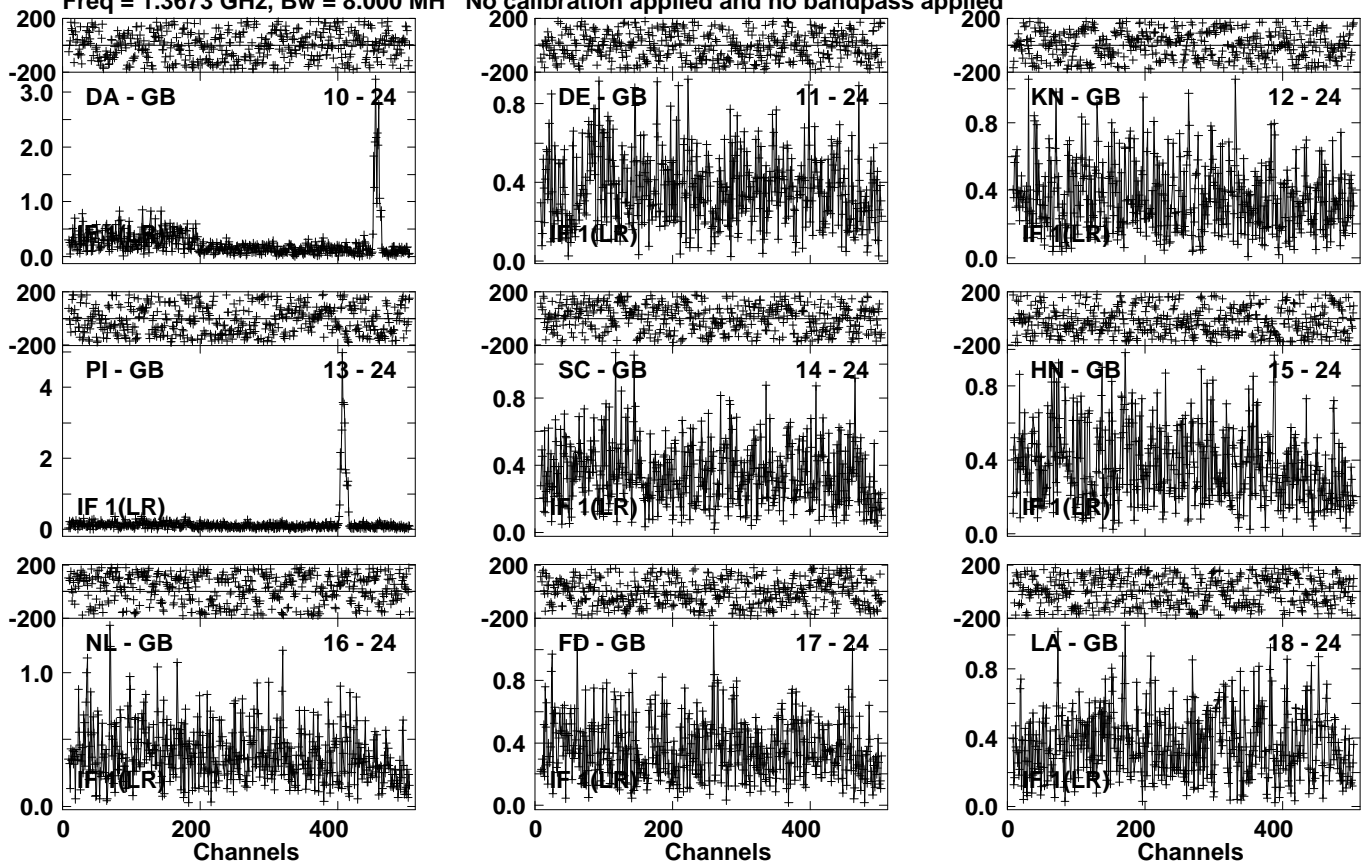 Freq = 1.3673 GHz, Bw = 8.000 MH No calibration applied and no bandpass applied
200 200 200
-200 -200 -200
DA - GB 10 - 24 DE - GB 11 - 24 KN - GB 12 - 24
3.0
0.8 0.8
2.0
0.4 0.4
1.0
IF 1(LR) IF 1(LR) IF 1(LR)
0.0 0.0 0.0
200 200 200
-200 -200 -200
PI - GB 13 - 24 SC - GB 14 - 24 HN - GB 15 - 24
4 0.8 0.8
2 0.4 0.4
IF 1(LR) IF 1(LR) IF 1(LR)
0 0.0 0.0
200 200 200
-200 -200 -200
NL - GB 16 - 24 FD - GB 17 - 24 LA - GB 18 - 24
1.0 0.8 0.8
0.4 0.4
IF 1(LR) IF 1(LR) IF 1(LR)
0.0 0.0 0.0
0 200 400 0 200 400 0 200 400
Channels Channels Channels